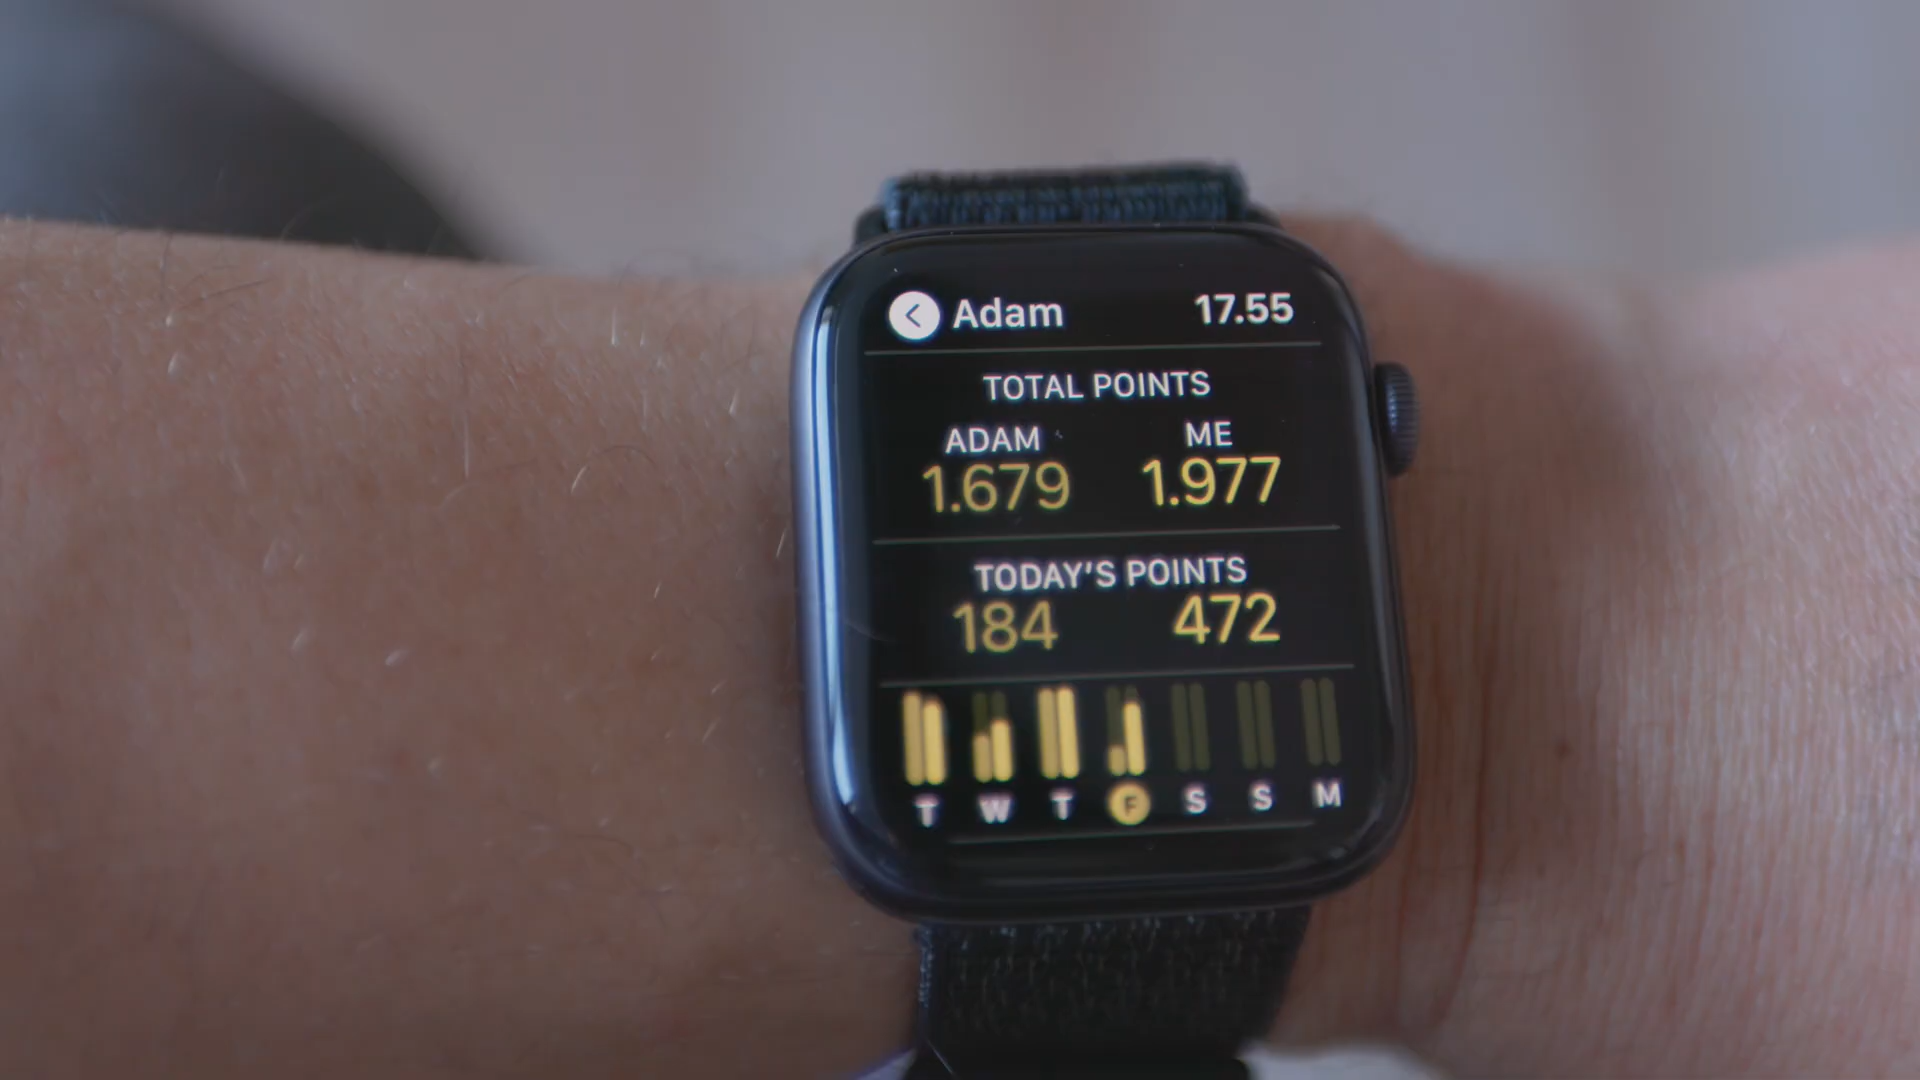 Adam 17.55
TOTAL POINTS
ADAM ME
1.679 1.977
TODAY'S POINTS
184 472
T W T F S S M